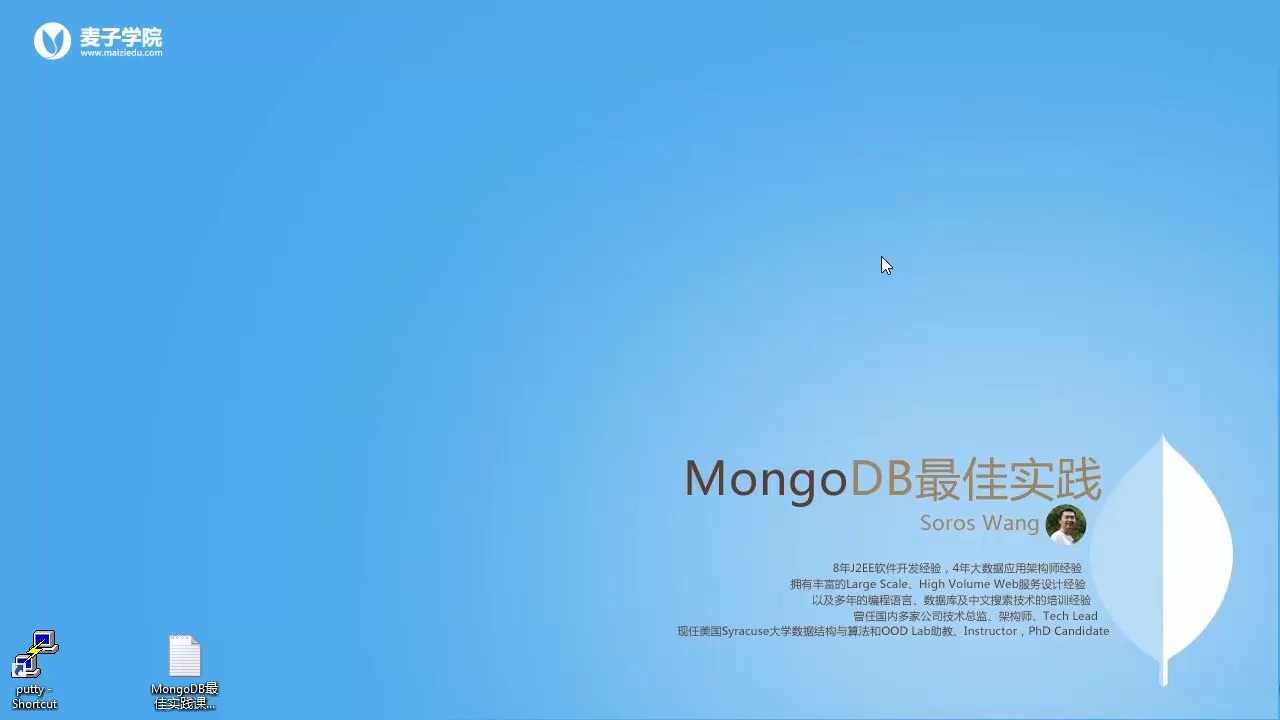 麦子学院
www.maiziedu.com
MongoDB最佳实践
Soros Wang
8年J2EE软件开发经验，4年大数据应用架构师经验
拥有丰富的Large Scale、High Volume Web服务设计经验
以及多年的编程语言、数据库及中文搜索技术的培训经验
曾任国内多家公司技术总监、架构师、Tech Lead
现任美国Syracuse大学数据结构与算法和OOD Lab助教、Instructor，PhD Candidate
putty -
Shortcut
MongoDB最
佳实践课...